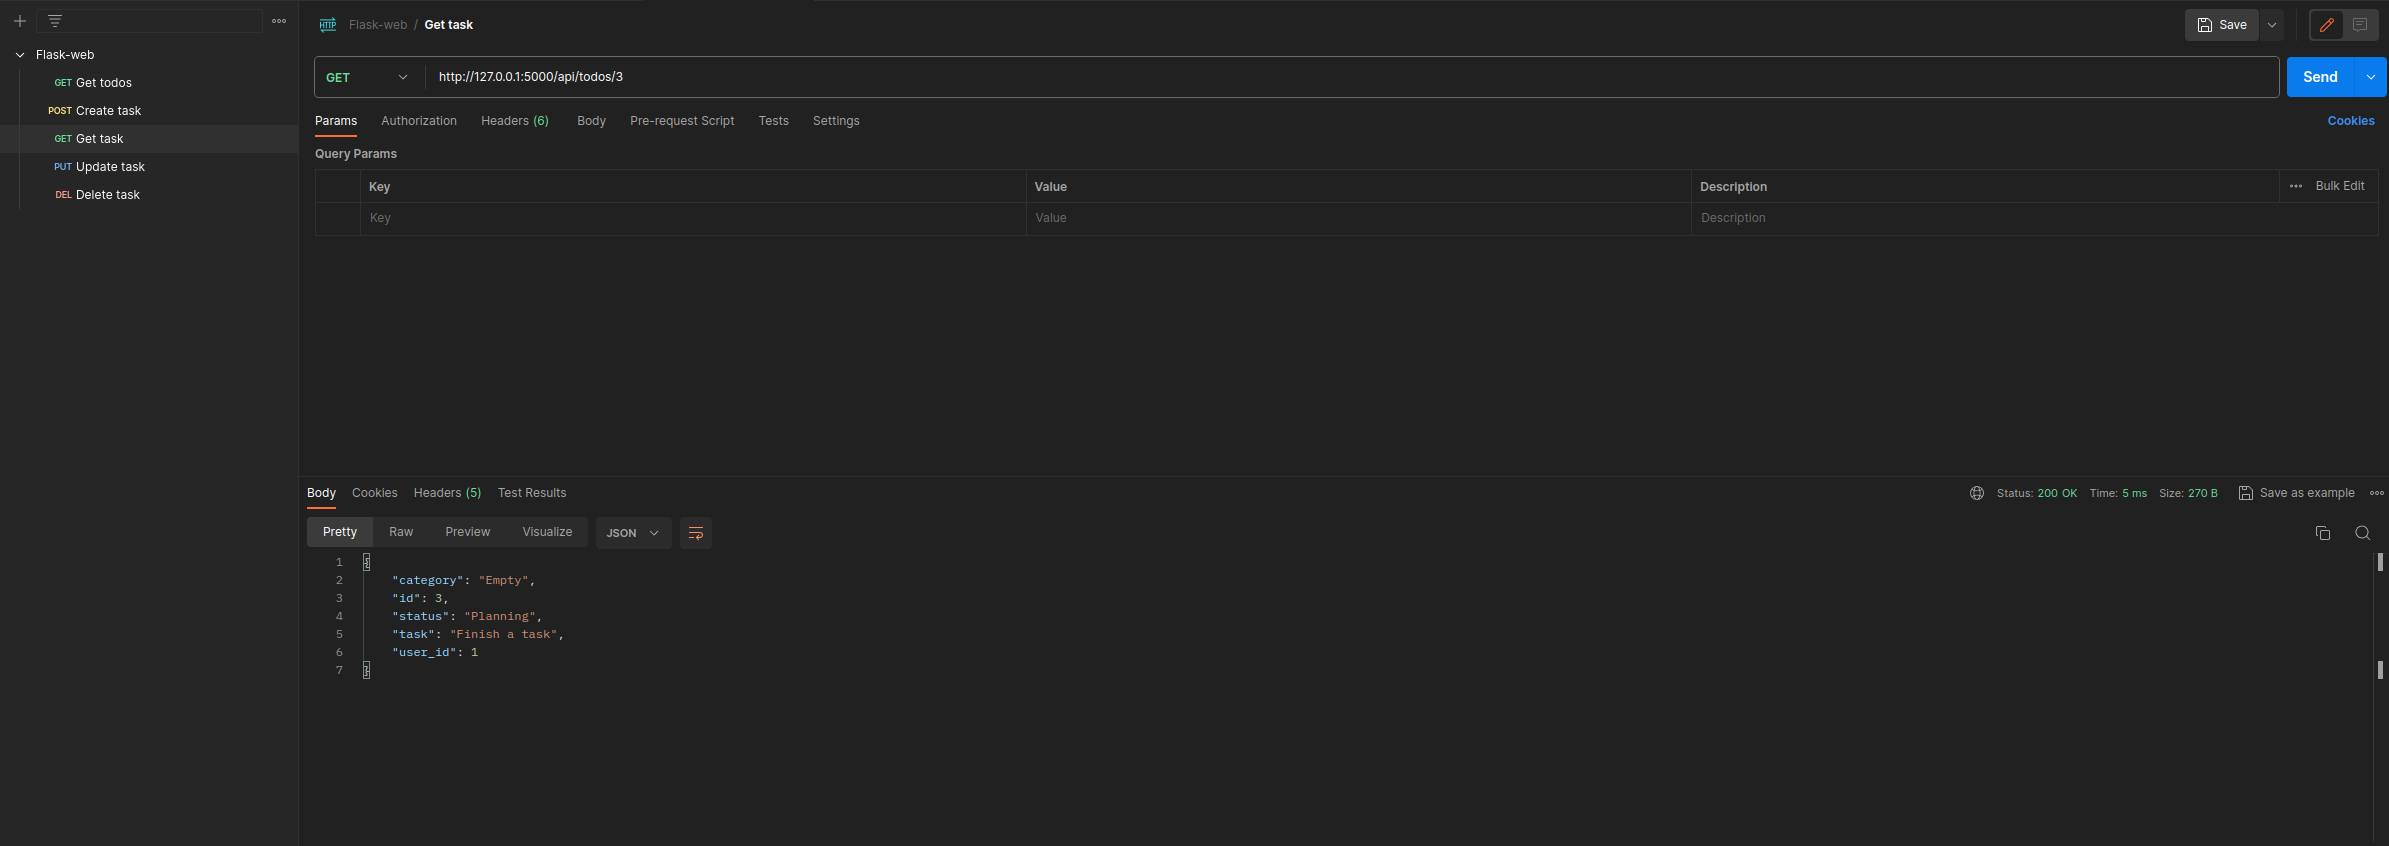 Flask-web
GET Get todos
POST Create task
GET Get task
PUT Update task
DEL Delete task
HTTP Flask-web / Get task
Save
GET http://127.0.0.1:5000/api/todos/3
Send
Params Authorization Headers (6) Body Pre-request Script Tests Settings
Cookies
Query Params
Key Value Description Bulk Edit
Key Value Description
Body Cookies Headers (5) Test Results
Status: 200 OK Time: 5 ms Size: 270 B Save as example
Pretty Raw Preview Visualize JSON
1 {
2 "category": "Empty",
3 "id": 3,
4 "status": "Planning",
5 "task": "Finish a task",
6 "user_id": 1
7 }